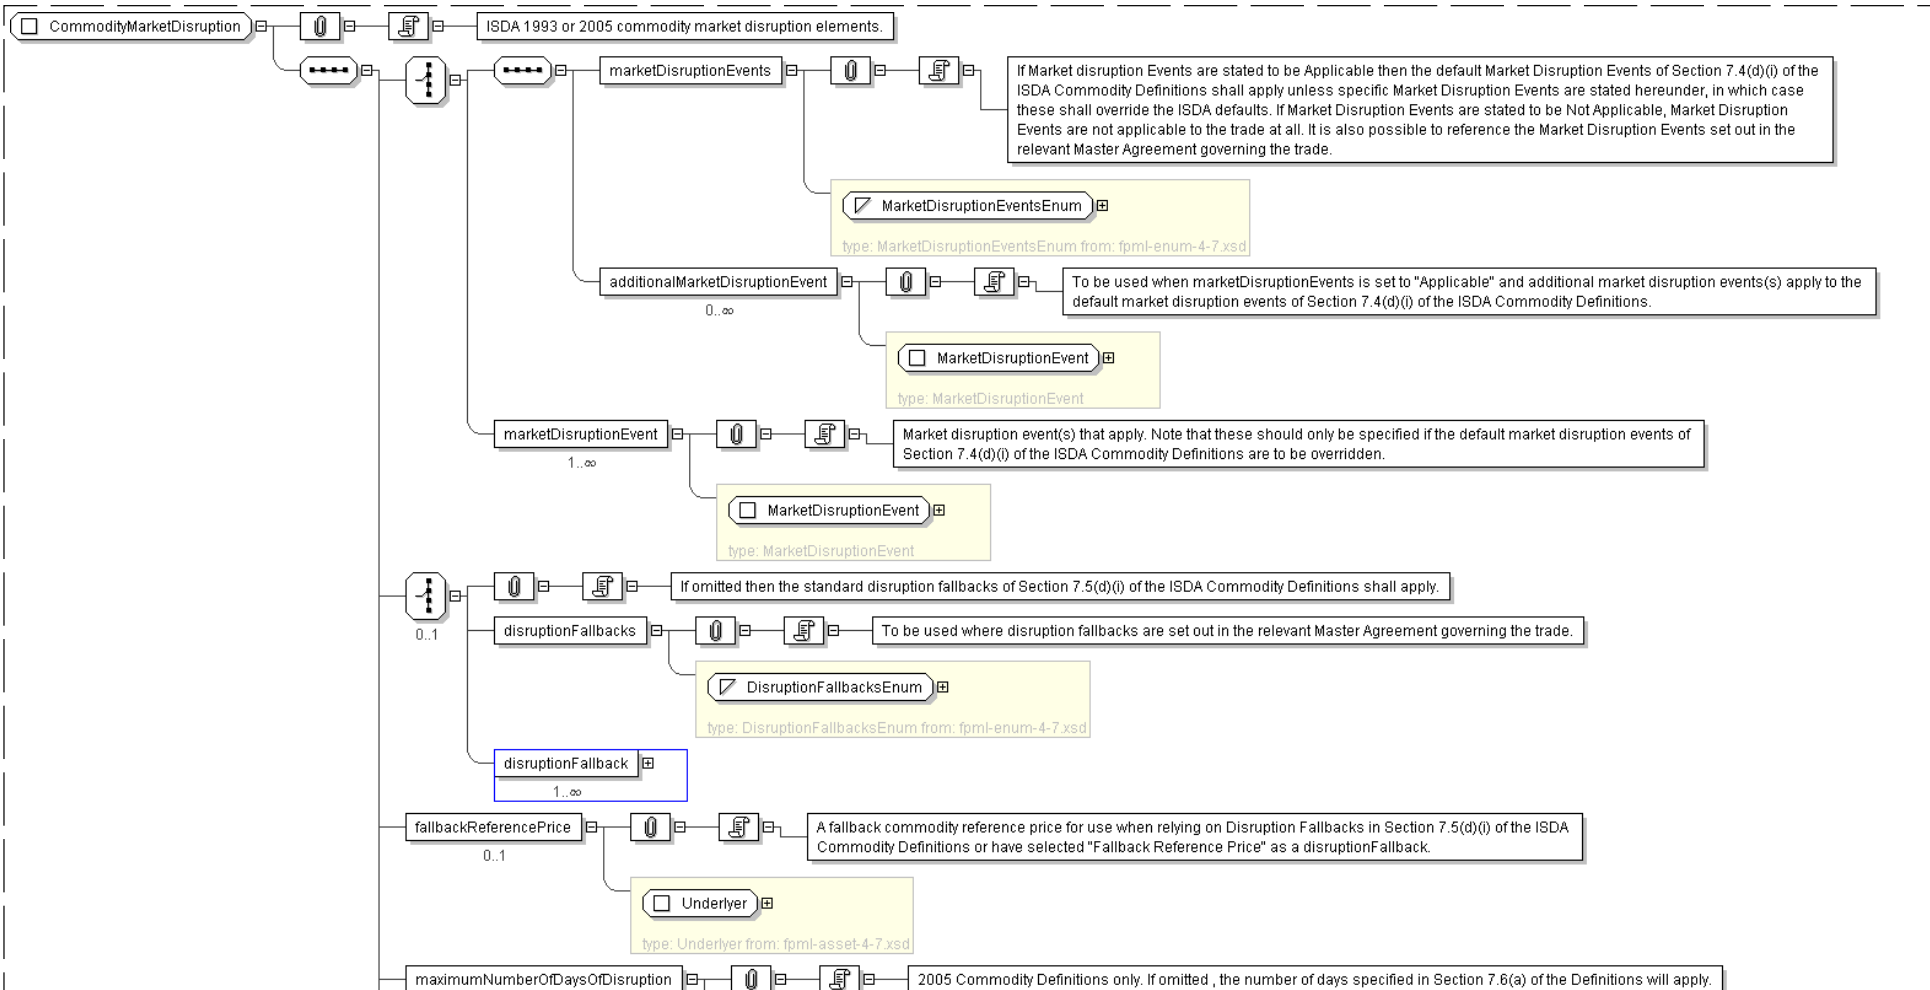 CommodityMarketDisruption
ISDA 1993 or 2005 commodity market disruption elements.
marketDisruptionEvents
If Market disruption Events are stated to be Applicable then the default Market Disruption Events of Section 7.4(d)(i) of the
ISDA Commodity Definitions shall apply unless specific Market Disruption Events are stated hereunder, in which case
these shall override the ISDA defaults. If Market Disruption Events are stated to be Not Applicable, Market Disruption
Events are not applicable to the trade at all. It is also possible to reference the Market Disruption Events set out in the
relevant Master Agreement governing the trade.
MarketDisruptionEventsEnum
type: MarketDisruptionEventsEnum from: fpml-enum-4-7.xsd
additionalMarketDisruptionEvent
0..∞
To be used when marketDisruptionEvents is set to "Applicable" and additional market disruption events(s) apply to the
default market disruption events of Section 7.4(d)(i) of the ISDA Commodity Definitions.
MarketDisruptionEvent
type: MarketDisruptionEvent
marketDisruptionEvent
1..∞
Market disruption event(s) that apply. Note that these should only be specified if the default market disruption events of
Section 7.4(d)(i) of the ISDA Commodity Definitions are to be overridden.
MarketDisruptionEvent
type: MarketDisruptionEvent
0..1
If omitted then the standard disruption fallbacks of Section 7.5(d)(i) of the ISDA Commodity Definitions shall apply.
disruptionFallbacks
To be used where disruption fallbacks are set out in the relevant Master Agreement governing the trade.
DisruptionFallbacksEnum
type: DisruptionFallbacksEnum from: fpml-enum-4-7.xsd
disruptionFallback
1..∞
fallbackReferencePrice
0..1
A fallback commodity reference price for use when relying on Disruption Fallbacks in Section 7.5(d)(i) of the ISDA
Commodity Definitions or have selected "Fallback Reference Price" as a disruptionFallback.
Underlyer
type: Underlyer from: fpml-asset-4-7.xsd
maximumNumberOfDaysOfDisruption
2005 Commodity Definitions only. If omitted , the number of days specified in Section 7.6(a) of the Definitions will apply.